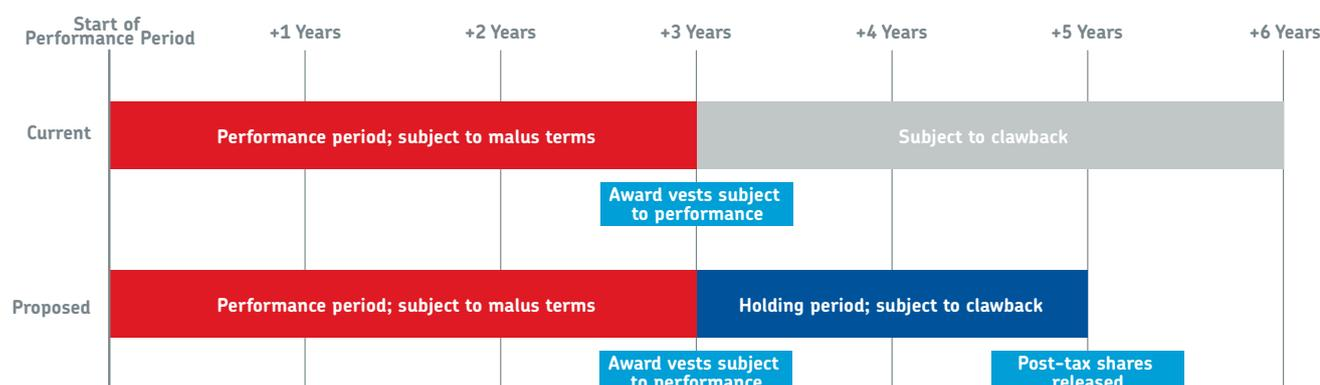 Start of
Performance Period
+1 Years
+2 Years
+3 Years
+4 Years
+5 Years
+6 Years
Current
Performance period; subject to malus terms
Subject to clawback
Award vests subject
to performance
Proposed
Performance period; subject to malus terms
Holding period; subject to clawback
Award vests subject
to performance
Post-tax shares
released